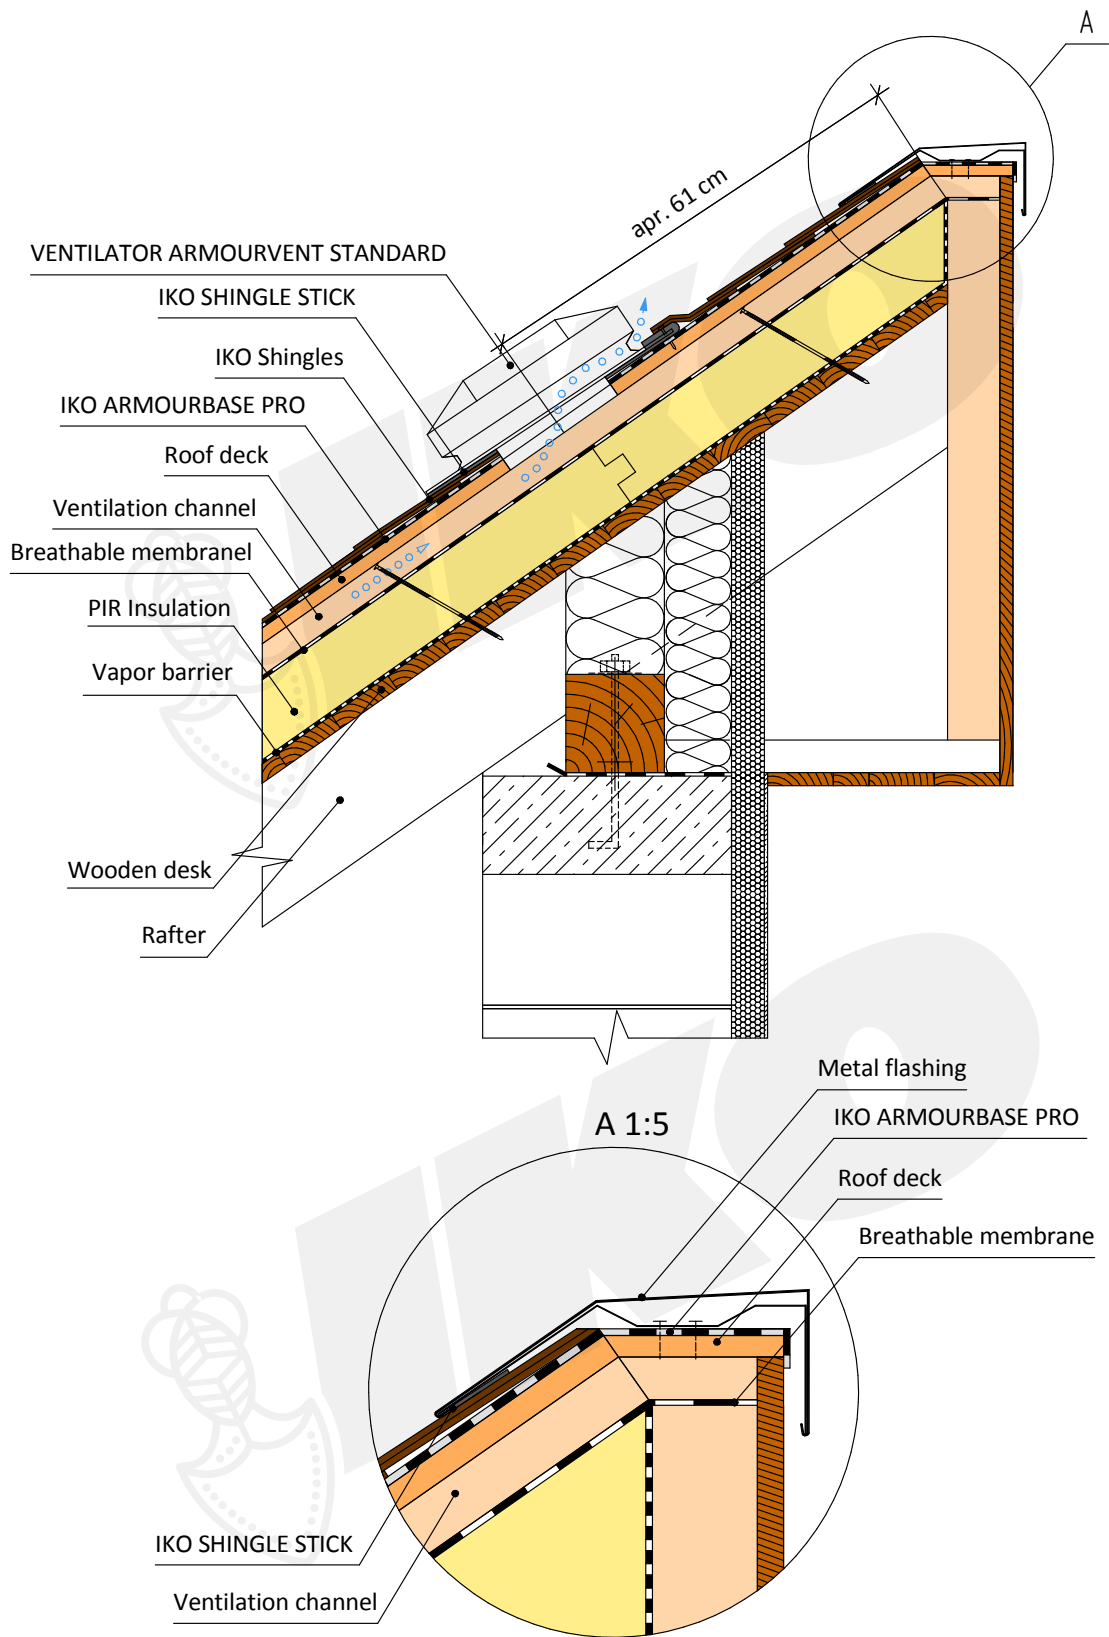 A
apr. 61 cm
VENTILATOR ARMOURVENT STANDARD
IKO SHINGLE STICK
IKO Shingles
IKO ARMOURBASE PRO
Roof deck
Ventilation channel
Breathable membranel
PIR Insulation
Vapor barrier
Wooden desk
Rafter
IKO
Metal flashing
A 1:5
IKO ARMOURBASE PRO
Roof deck
Breathable membrane
IKO SHINGLE STICK
Ventilation channel
IKO